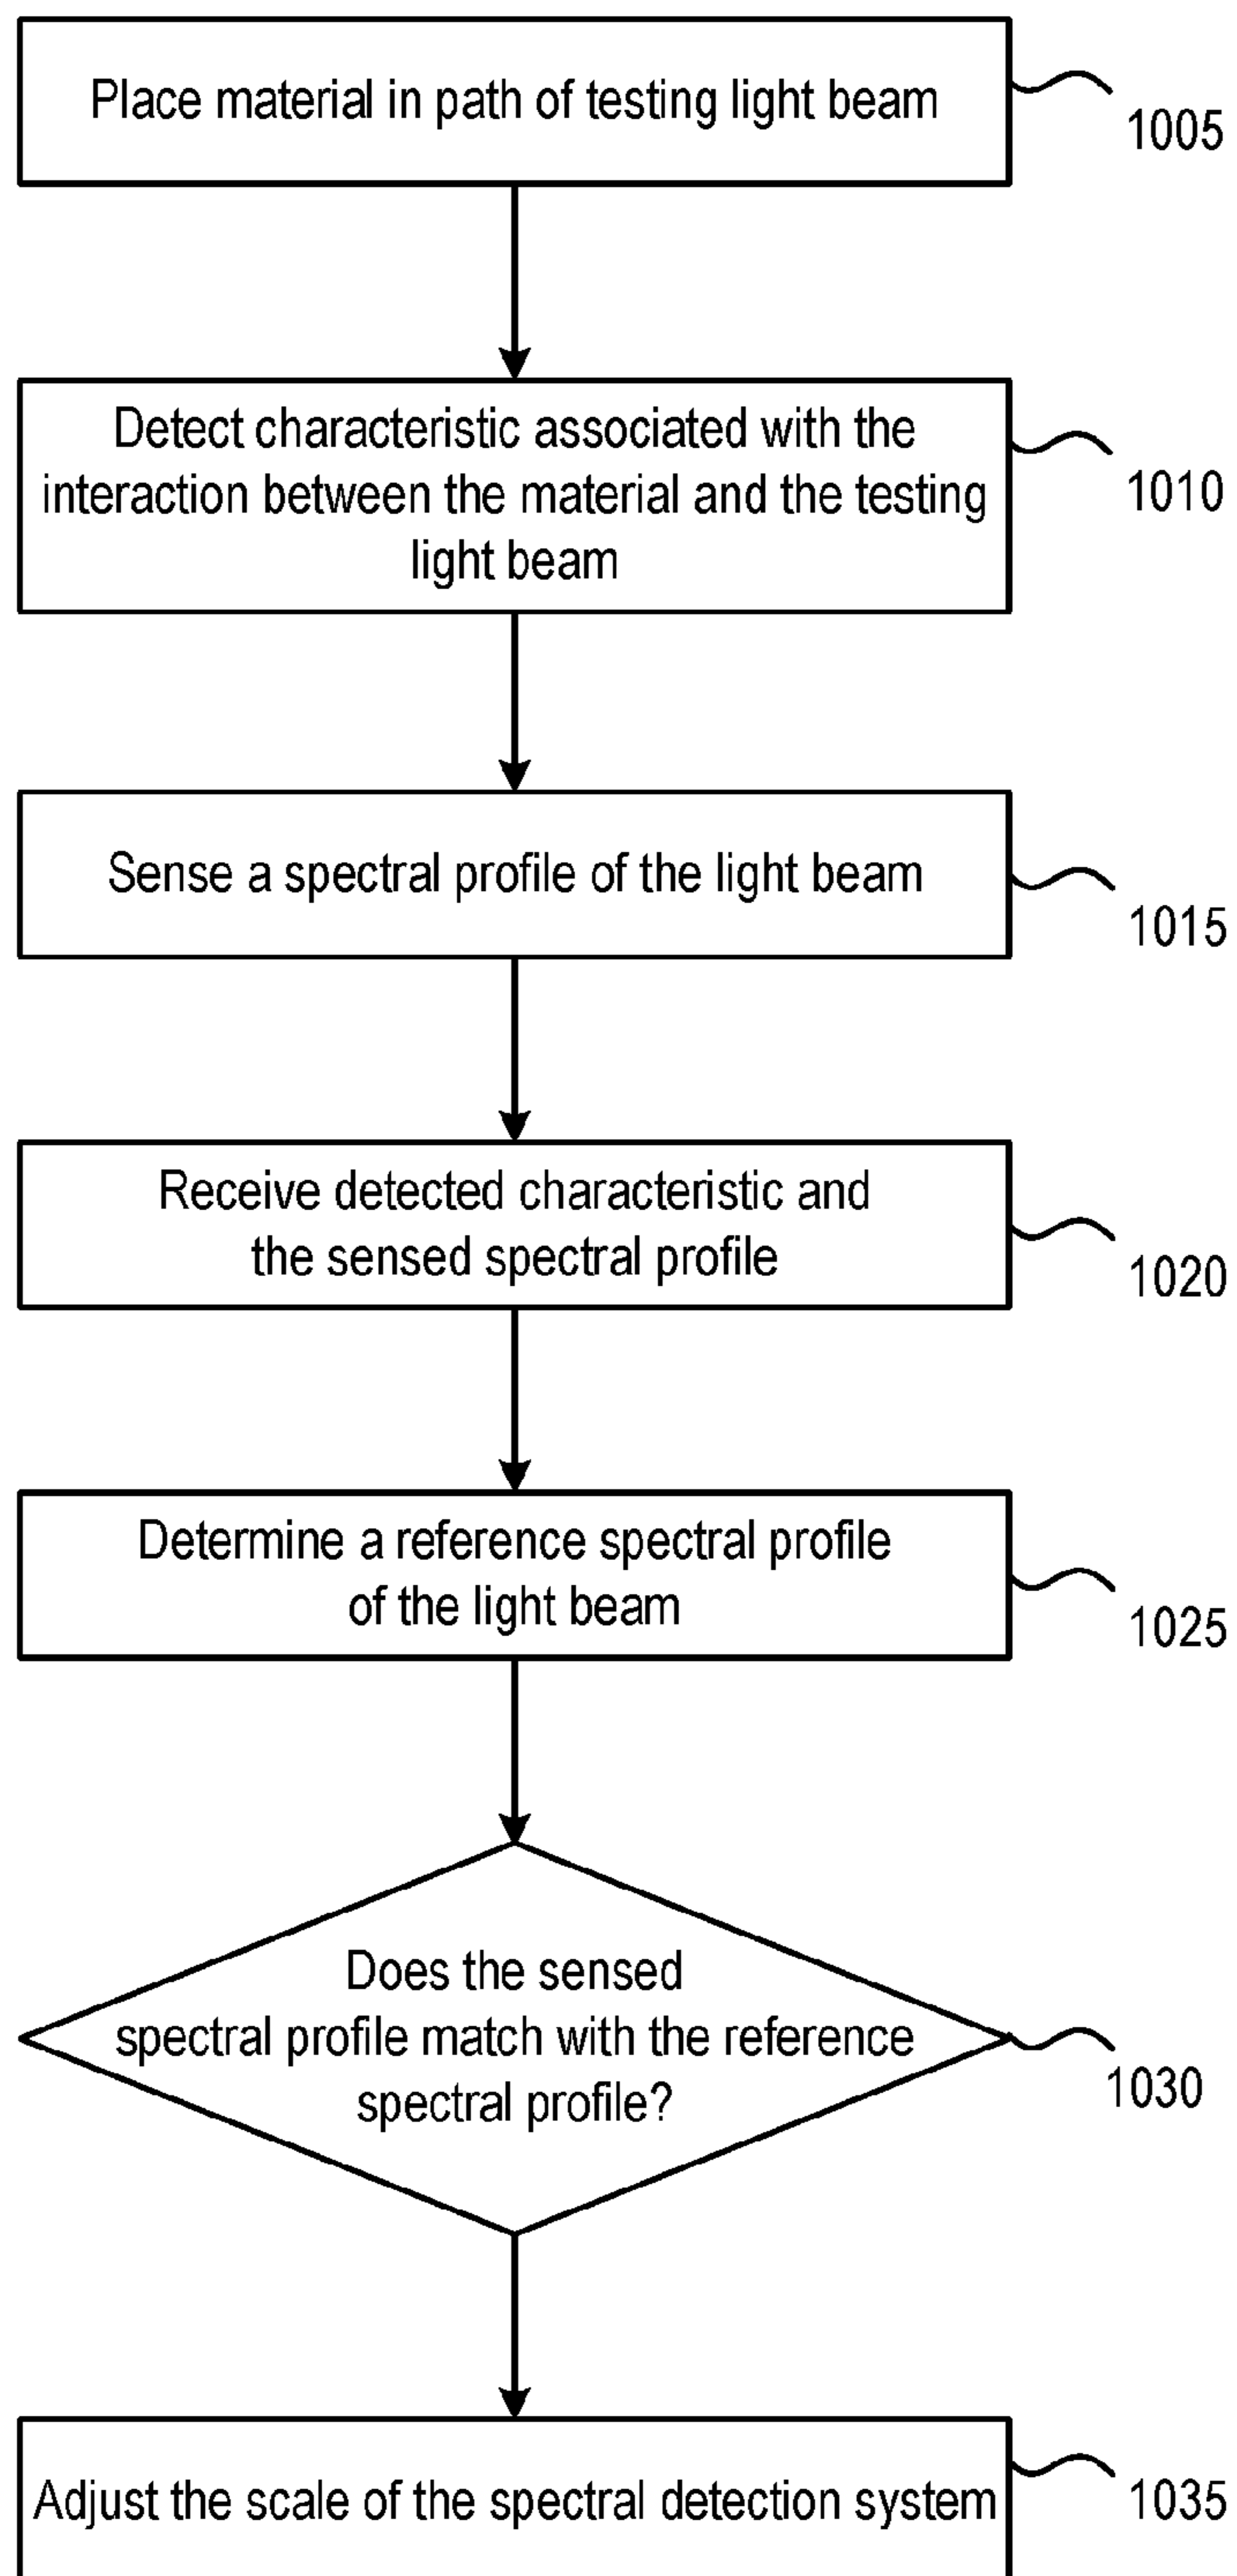 Place material in path of testing light beam
1005
Detect characteristic associated with the
interaction between the material and the testing
light beam
1010
Sense a spectral profile of the light beam
1015
Receive detected characteristic and
the sensed spectral profile
1020
Determine a reference spectral profile
of the light beam
1025
Does the sensed
spectral profile match with the reference
spectral profile?
1030
Adjust the scale of the spectral detection system
1035